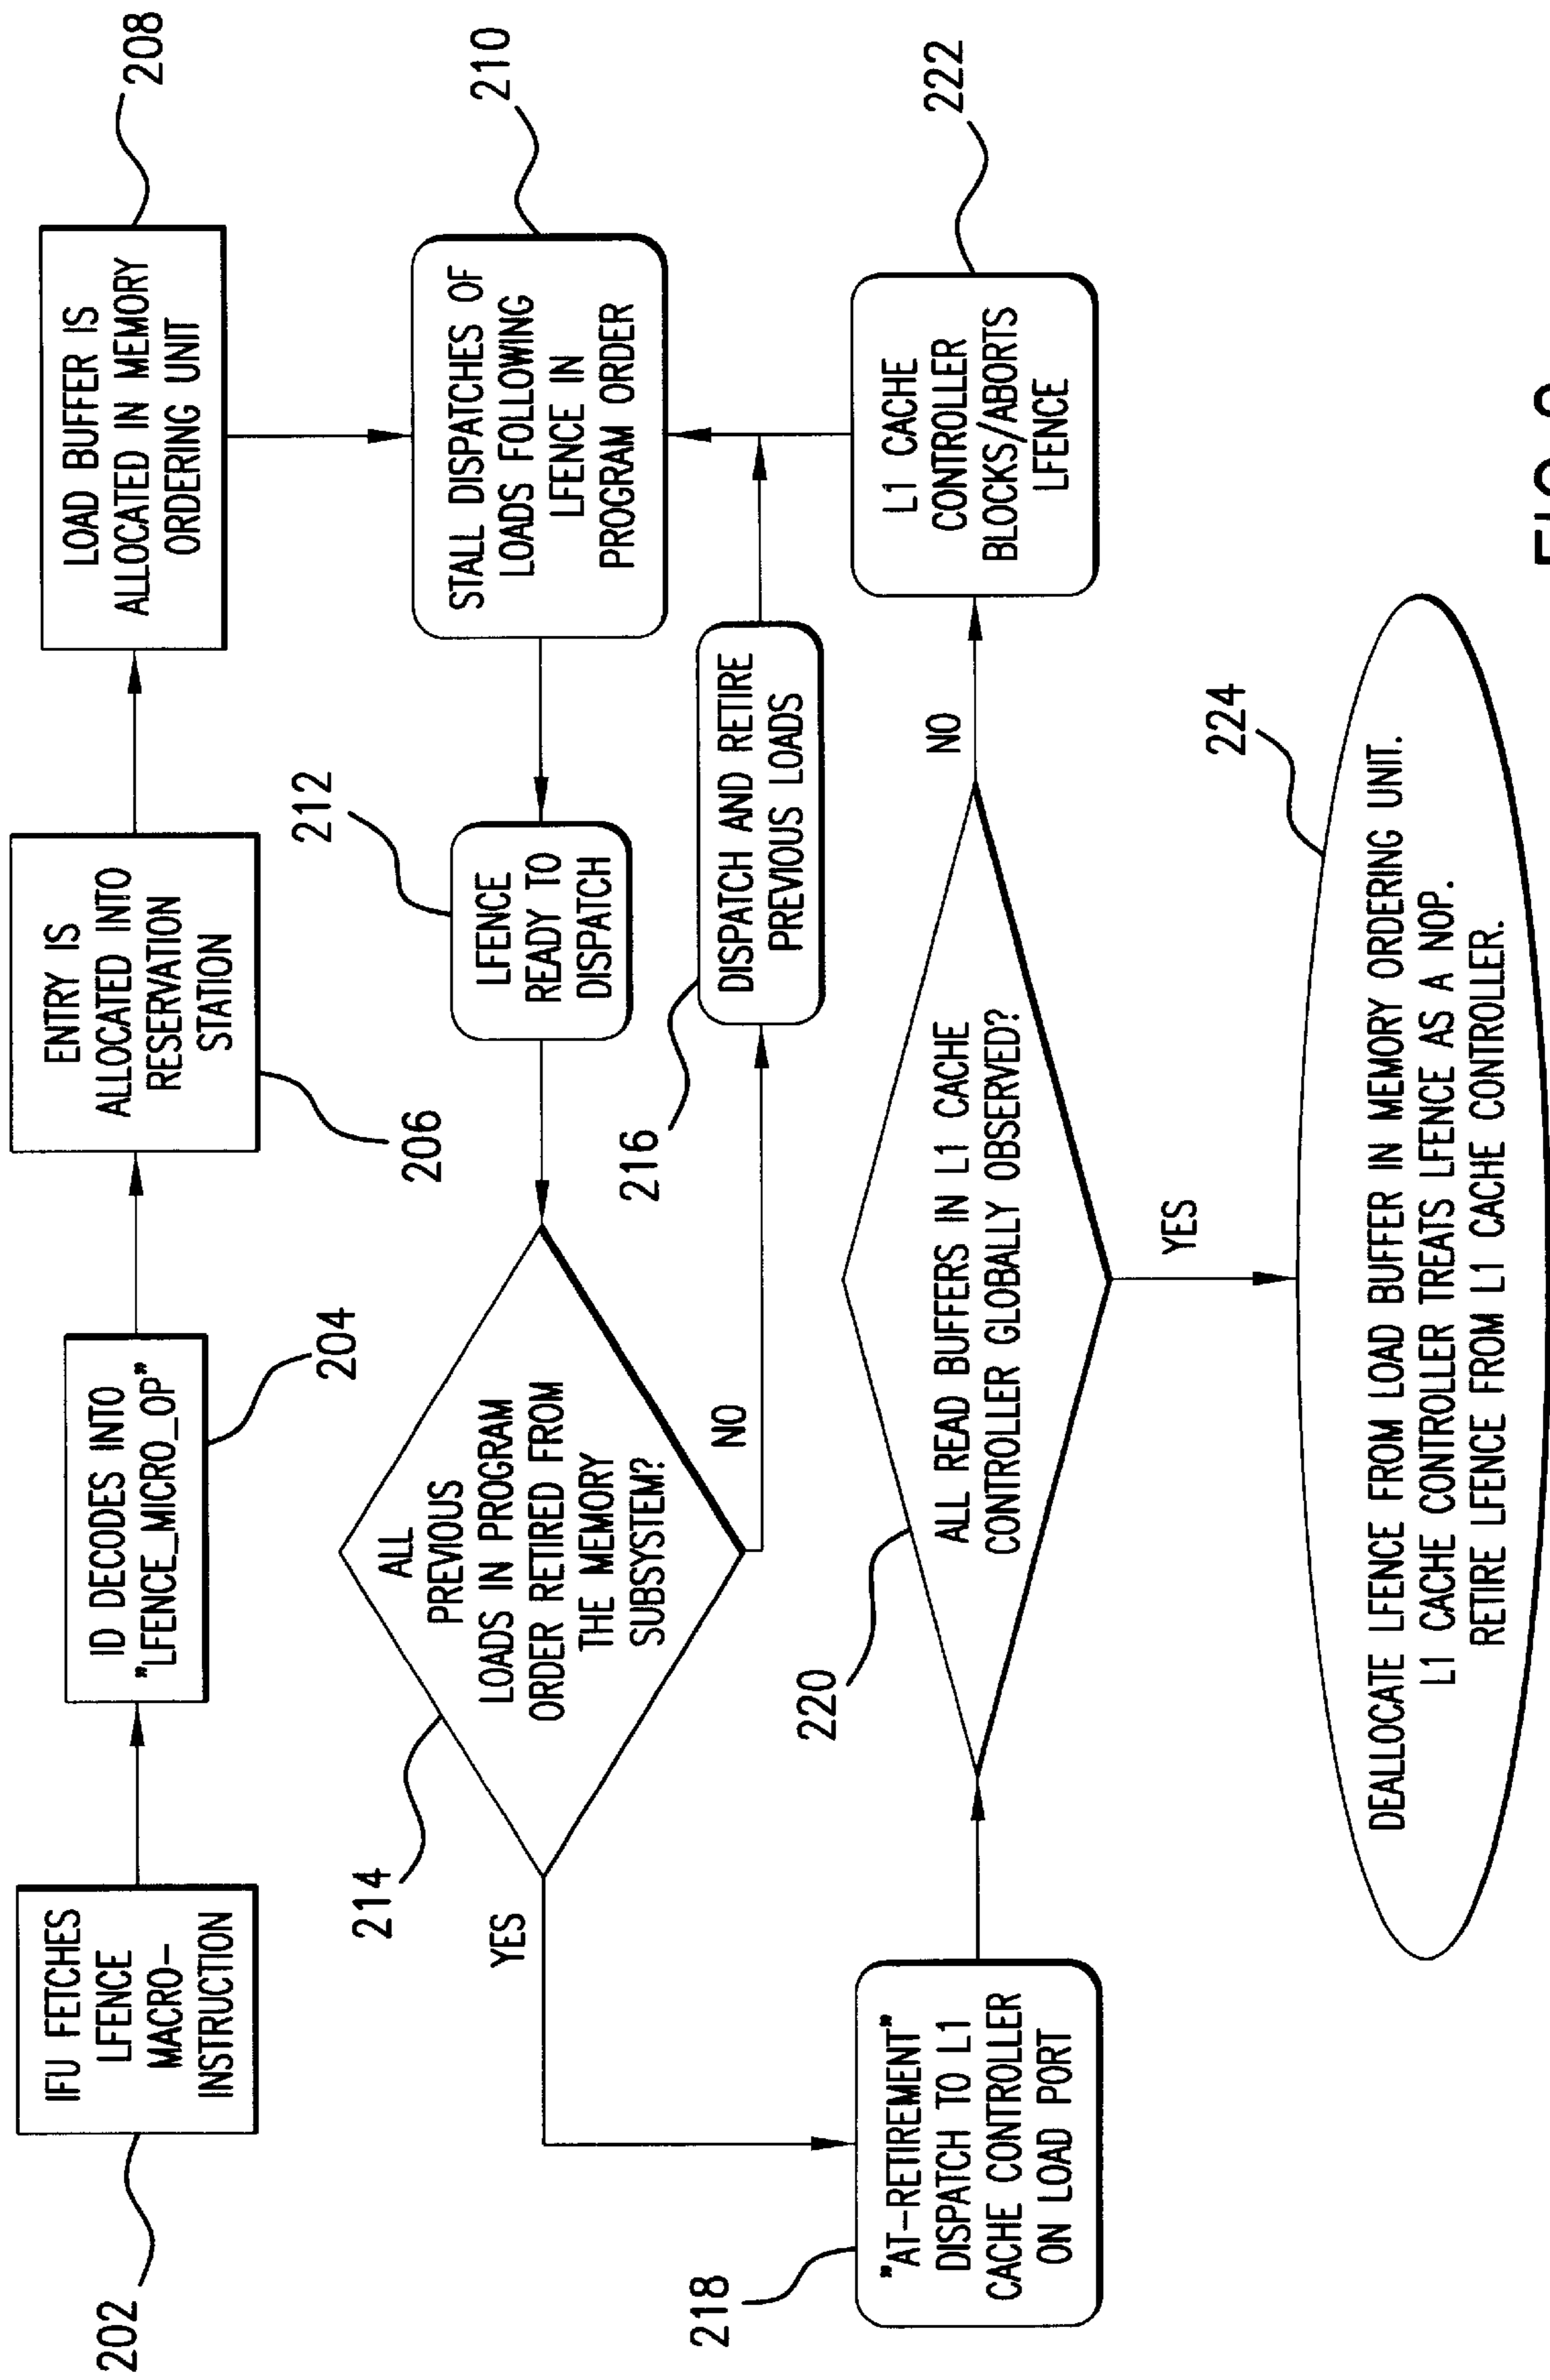 IFU FETCHES
LFENCE
MACRO-
INSTRUCTION
202
ID DECODES INTO
"LFENCE_MICRO_OP"
204
ENTRY IS
ALLOCATED INTO
RESERVATION
STATION
206
LOAD BUFFER IS
ALLOCATED IN MEMORY
ORDERING UNIT
208
STALL DISPATCHES OF
LOADS FOLLOWING
LFENCE IN
PROGRAM ORDER
210
LFENCE
READY TO
DISPATCH
212
ALL
PREVIOUS
LOADS IN PROGRAM
ORDER RETIRED FROM
THE MEMORY
SUBSYSTEM?
214
YES
NO
DISPATCH AND RETIRE
PREVIOUS LOADS
216
"AT-RETIREMENT"
DISPATCH TO L1
CACHE CONTROLLER
ON LOAD PORT
218
ALL READ BUFFERS IN L1 CACHE
CONTROLLER GLOBALLY OBSERVED?
220
NO
YES
L1 CACHE
CONTROLLER
BLOCKS/ABORTS
LFENCE
222
DEALLOCATE LFENCE FROM LOAD BUFFER IN MEMORY ORDERING UNIT.
L1 CACHE CONTROLLER TREATS LFENCE AS A NOP.
RETIRE LFENCE FROM L1 CACHE CONTROLLER.
224